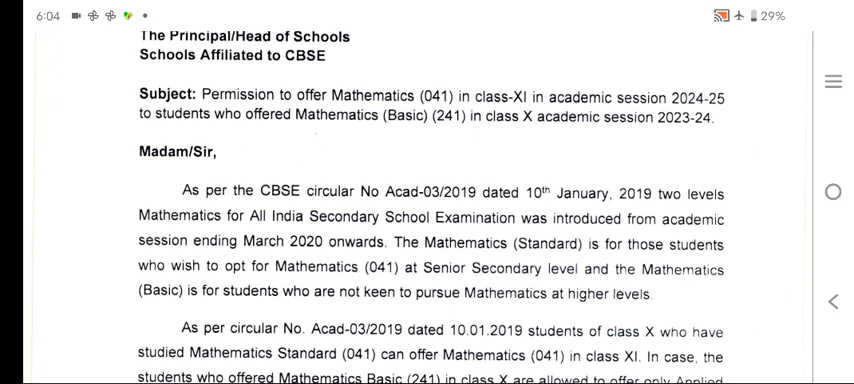 6:04
29%
The Principal/Head of Schools
Schools Affiliated to CBSE
Subject: Permission to offer Mathematics (041) in class-XI in academic session 2024-25
to students who offered Mathematics (Basic) (241) in class X academic session 2023-24.
Madam/Sir,
As per the CBSE circular No Acad-03/2019 dated 10th January, 2019 two levels
Mathematics for All India Secondary School Examination was introduced from academic
session ending March 2020 onwards. The Mathematics (Standard) is for those students
who wish to opt for Mathematics (041) at Senior Secondary level and the Mathematics
(Basic) is for students who are not keen to pursue Mathematics at higher levels.
As per circular No. Acad-03/2019 dated 10.01.2019 students of class X who have
studied Mathematics Standard (041) can offer Mathematics (041) in class XI. In case, the
students who offered Mathematics Basic (241) in class X are allowed to offer only Applied